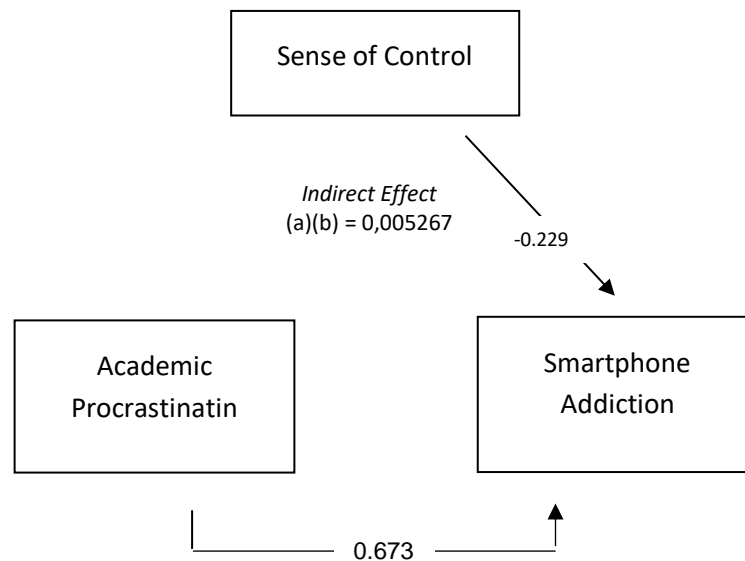 Sense of Control
Indirect Effect
(a)(b) = 0,005267
-0.229
Academic
Procrastinatin
Smartphone
Addiction
0.673